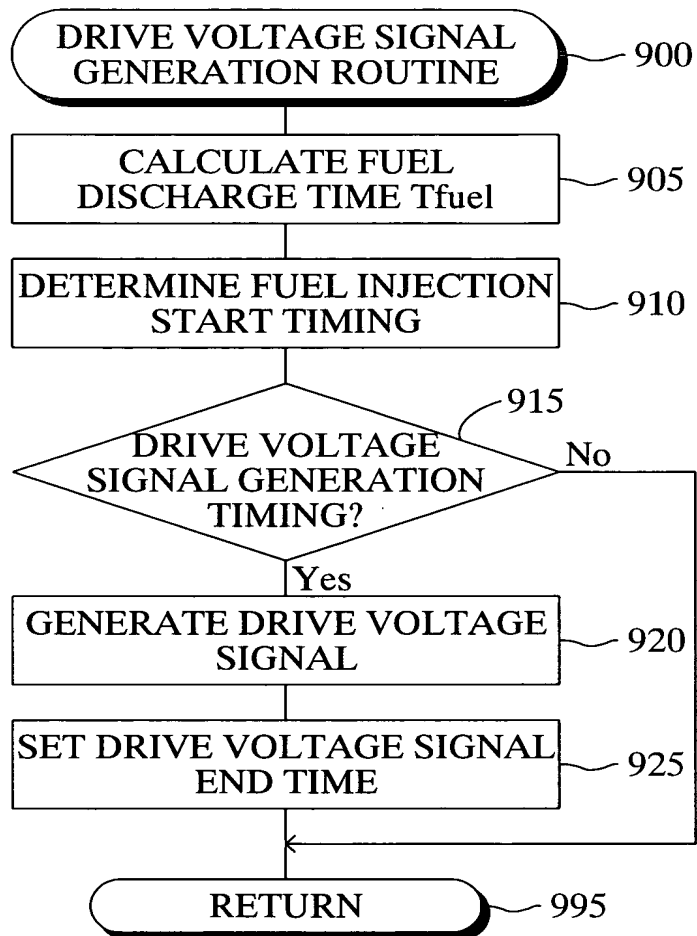 DRIVE VOLTAGE SIGNAL
GENERATION ROUTINE
900
CALCULATE FUEL
DISCHARGE TIME Tfuel
905
DETERMINE FUEL INJECTION
START TIMING
910
915
DRIVE VOLTAGE
SIGNAL GENERATION
TIMING?
No
Yes
GENERATE DRIVE VOLTAGE
SIGNAL
920
SET DRIVE VOLTAGE SIGNAL
END TIME
925
RETURN
995